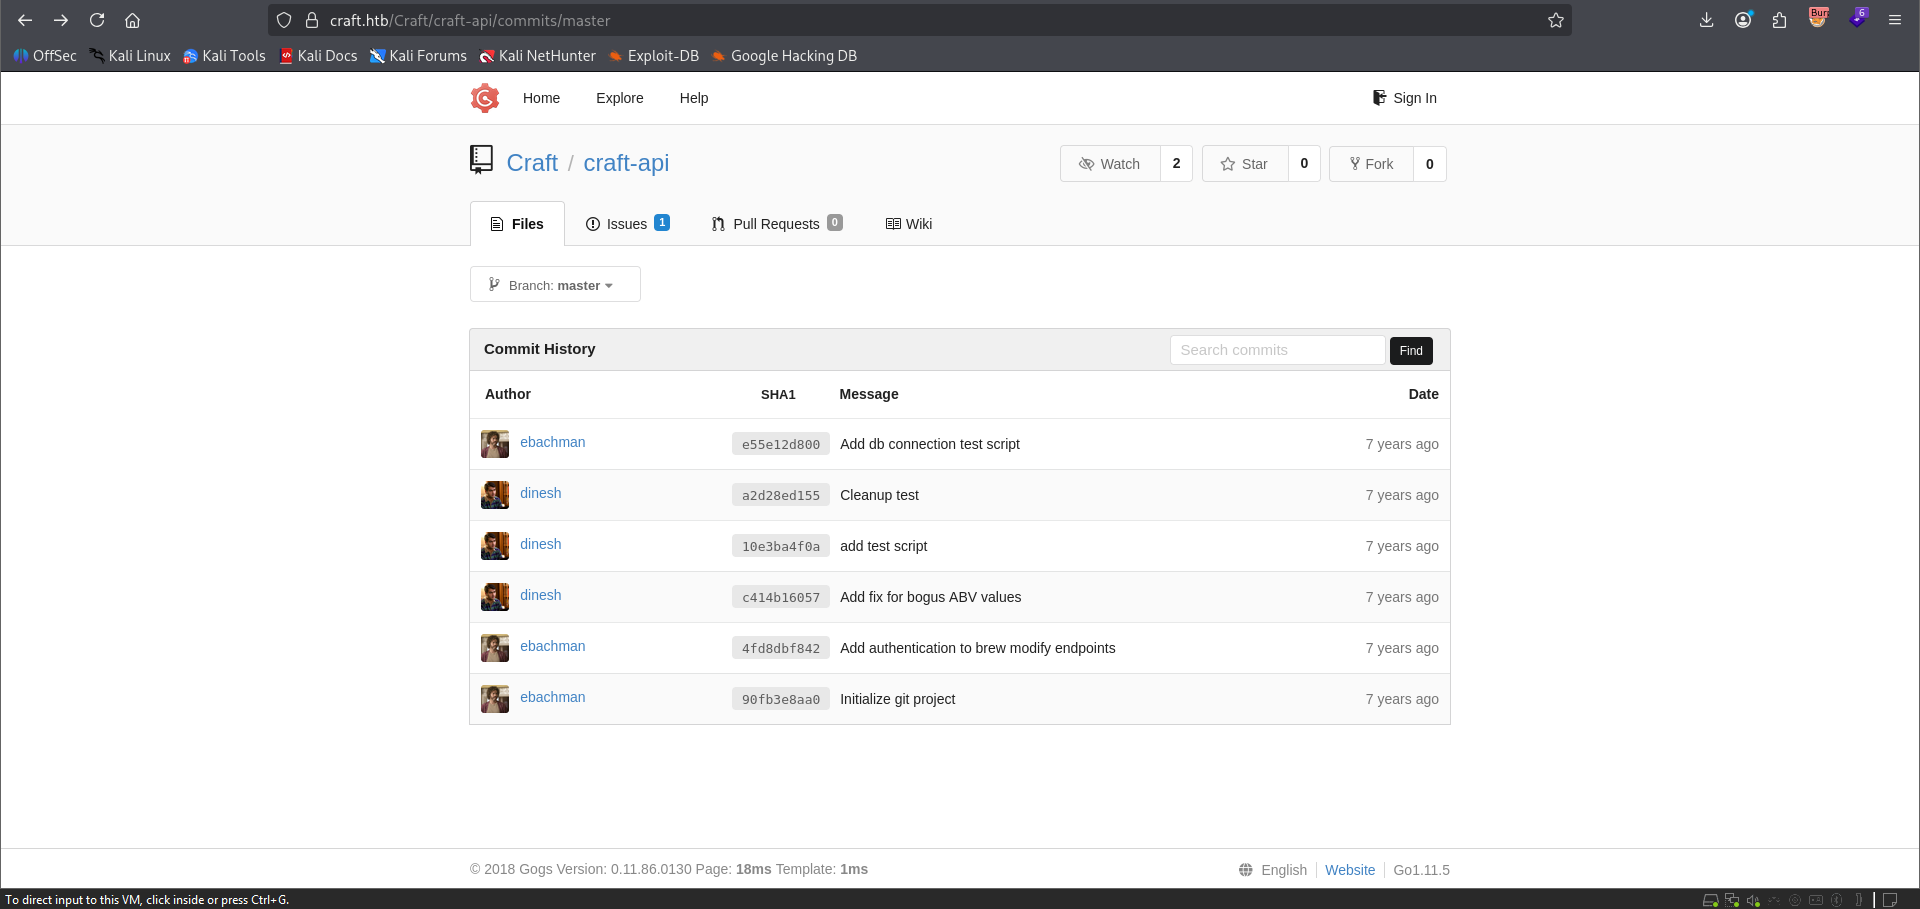 craft.htb/Craft/craft-api/commits/master
Burp
6
OffSec Kali Linux Kali Tools Kali Docs Kali Forums Kali NetHunter Exploit-DB Google Hacking DB
Home Explore Help Sign In
Craft / craft-api
Watch 2 Star 0 Fork 0
Files Issues 1 Pull Requests 0 Wiki
Branch: master
Commit History Search commits Find
Author SHA1 Message Date
ebachman e55e12d800 Add db connection test script 7 years ago
dinesh a2d28ed155 Cleanup test 7 years ago
dinesh 10e3ba4f0a add test script 7 years ago
dinesh c414b16057 Add fix for bogus ABV values 7 years ago
ebachman 4fd8dbf842 Add authentication to brew modify endpoints 7 years ago
ebachman 90fb3e8aa0 Initialize git project 7 years ago
© 2018 Gogs Version: 0.11.86.0130 Page: 18ms Template: 1ms English Website Go1.11.5
To direct input to this VM, click inside or press Ctrl+G.